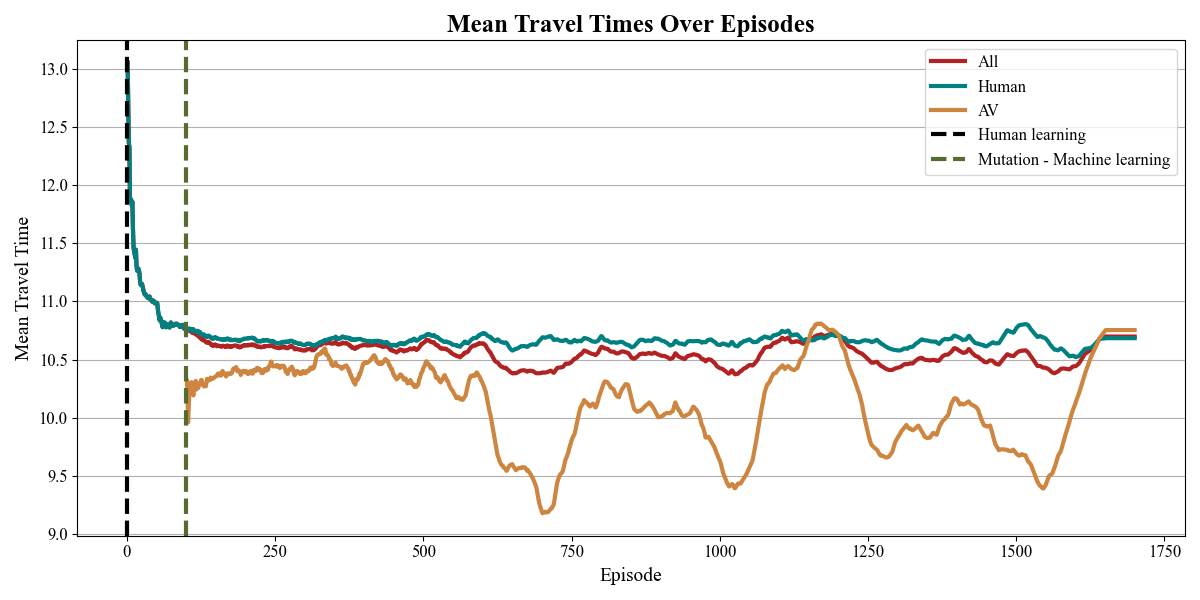 Mean Travel Times Over Episodes
Mean Travel Time
13.0
12.5
12.0
11.5
11.0
10.5
10.0
9.5
9.0
All
Human
AV
Human learning
Mutation - Machine learning
0 250 500 750 1000 1250 1500 1750
Episode